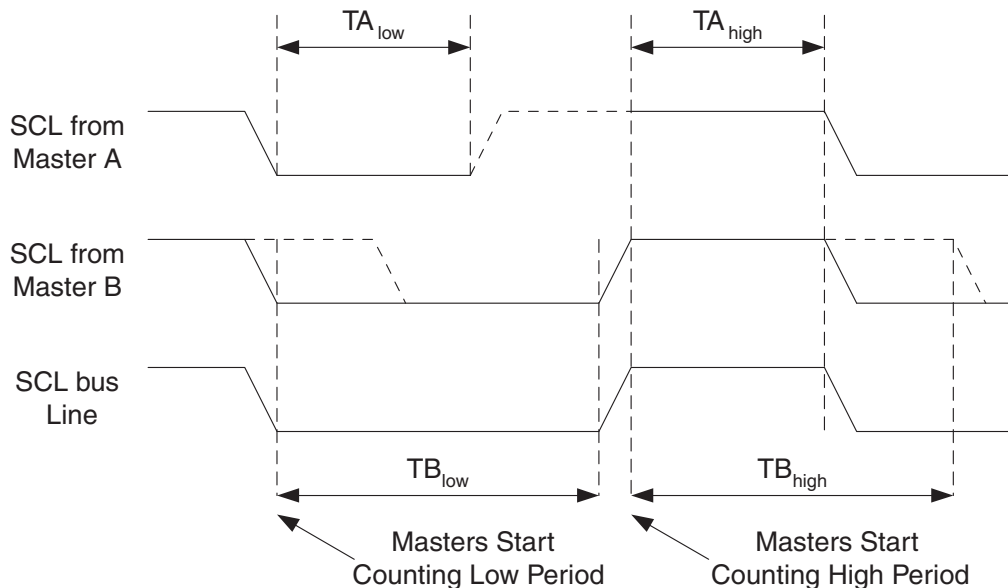 TA low
TA high
SCL from
Master A
SCL from
Master B
SCL bus
Line
TB low
TB high
Masters Start
Counting Low Period
Masters Start
Counting High Period